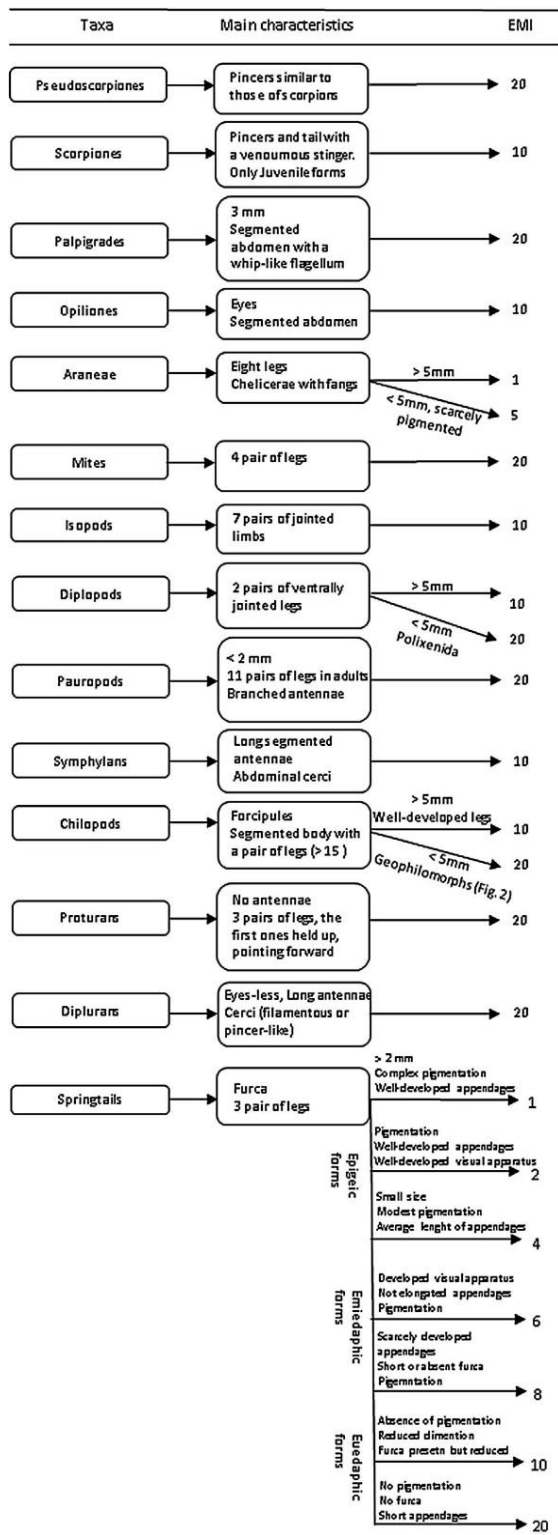 Taxa Main characteristics EMI
Pseudoscorpiones
Pincers similar to
those of scorpions
20
Scorpiones
Pincers and tail with
a venoumous stinger.
Only Juvenile forms
10
Palpigrades
3 mm
Segmented
abdomen with a
whip-like flagellum
20
Opiliones
Eyes
Segmented abdomen
10
Araneae
Eight legs
Chelicerae with fangs
> 5mm
1
< 5mm, scarcely
pigmented
5
Mites
4 pair of legs
20
Isopods
7 pairs of jointed
limbs
10
Diplopods
2 pairs of ventrally
jointed legs
> 5mm
10
< 5mm
Polixenida
20
Pauropods
< 2 mm
11 pairs of legs in adults
Branched antennae
20
Symphylans
Long segmented
antennae
Abdominal cerci
10
Chilopods
Forcipules
Segmented body with
a pair of legs (> 15 )
> 5mm
Well-developed legs
10
< 5mm
Geophilomorphs (Fig. 2)
20
Proturans
No antennae
3 pairs of legs, the
first ones held up,
pointing forward
20
Diplurans
Eyes-less, Long antennae
Cerci (filamentous or
pincer-like)
20
Springtails
Furca
3 pair of legs
> 2 mm
Complex pigmentation
Well-developed appendages
1
Epigeic
forms
Pigmentation
Well-developed appendages
Well-developed visual apparatus
2
Small size
Modest pigmentation
Average lenght of appendages
4
Emiedaphic
forms
Developed visual apparatus
Not elongated appendages
Pigmentation
6
Scarcely developed
appendages
Short or absent furca
Pigemntation
8
Euedaphic
forms
Absence of pigmentation
Reduced dimention
Furca presetn but reduced
10
No pigmentation
No furca
Short appendages
20